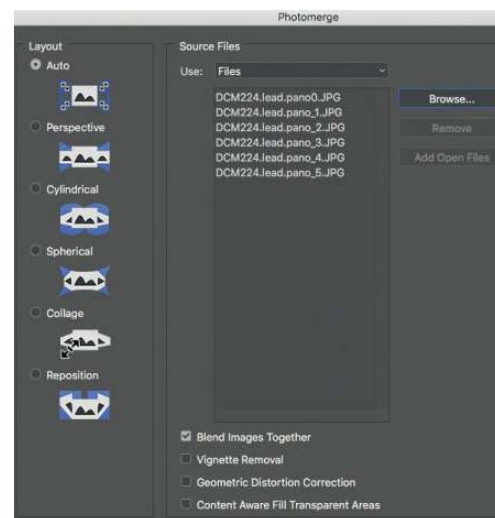 Photomerge
Layout
Auto
Perspective
Cylindrical
Spherical
Collage
Reposition
Source Files
Use: Files
DCM224.lead.pano0.JPG
DCM224.lead.pano_1.JPG
DCM224.lead.pano_2.JPG
DCM224.lead.pano_3.JPG
DCM224.lead.pano_4.JPG
DCM224.lead.pano_5.JPG
Browse...
Remove
Add Open Files
Blend Images Together
Vignette Removal
Geometric Distortion Correction
Content Aware Fill Transparent Areas